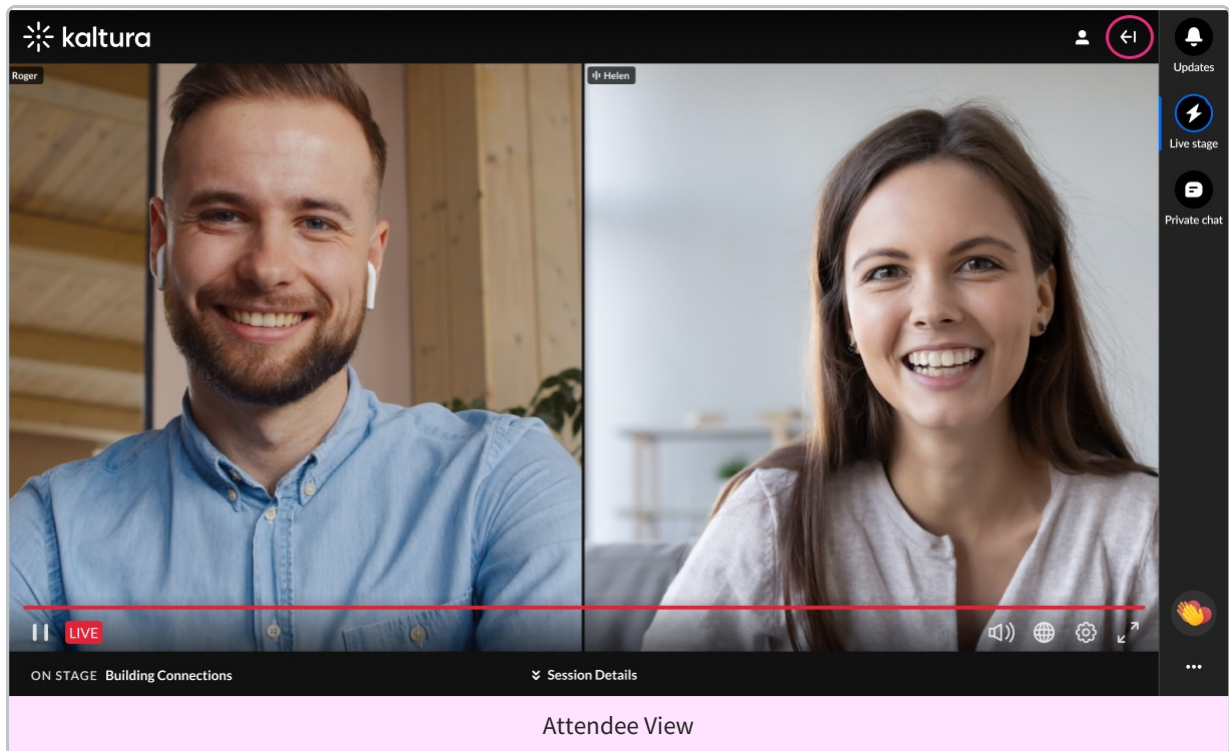 kaltura
Updates
Roger
Helen
Live stage
Private chat
LIVE
ON STAGE Building Connections
Session Details
Attendee View